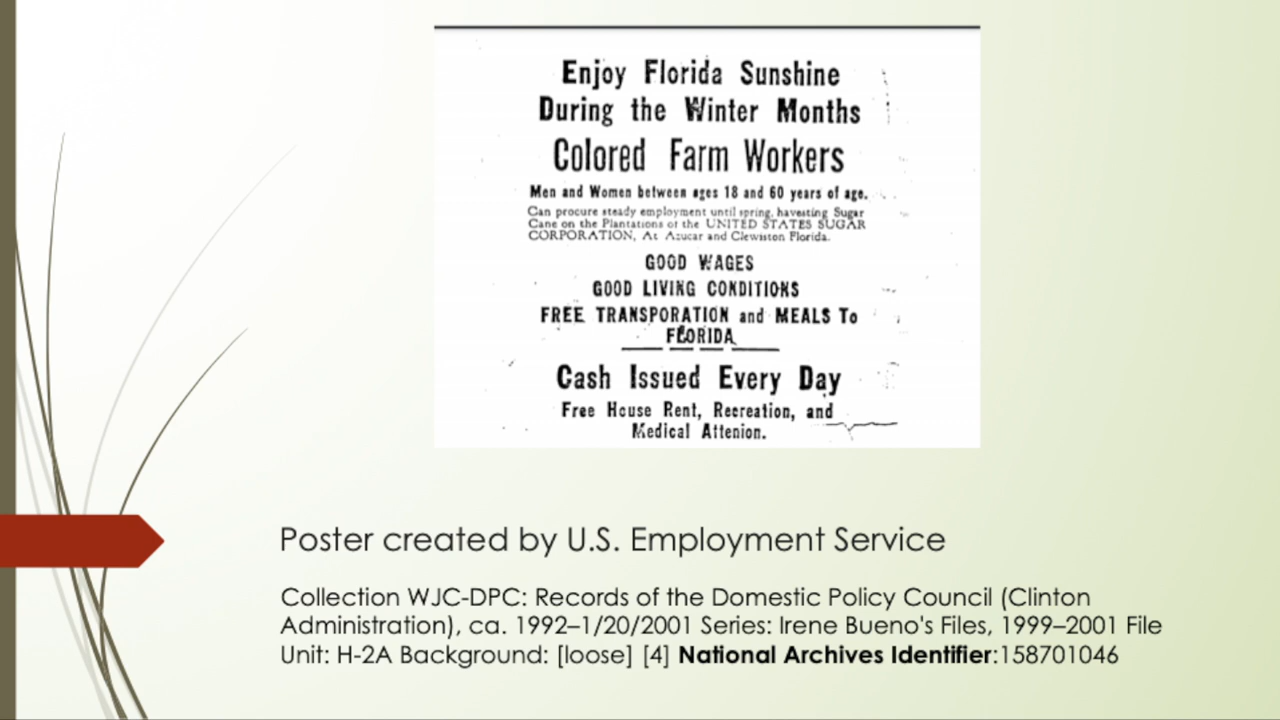 Enjoy Florida Sunshine
During the Winter Months
Colored Farm Workers
Men and Women between ages 18 and 60 years of age.
Can procure steady employment until spring, havesting Sugar
Cane on the Plantations of the UNITED STATES SUGAR
CORPORATION, At Azucar and Clewiston Florida.
GOOD WAGES
GOOD LIVING CONDITIONS
FREE TRANSPORATION and MEALS To
FLORIDA
Cash Issued Every Day
Free House Rent, Recreation, and
Medical Attenion.
Poster created by U.S. Employment Service
Collection WJC-DPC: Records of the Domestic Policy Council (Clinton
Administration), ca. 1992–1/20/2001 Series: Irene Bueno's Files, 1999–2001 File
Unit: H-2A Background: [loose] [4] National Archives Identifier:158701046